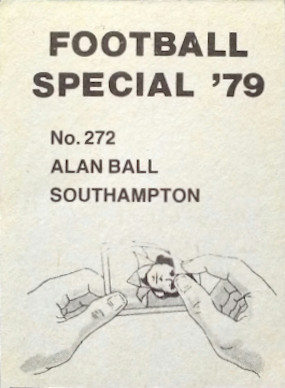 FOOTBALL
SPECIAL '79
No. 272
ALAN BALL
SOUTHAMPTON